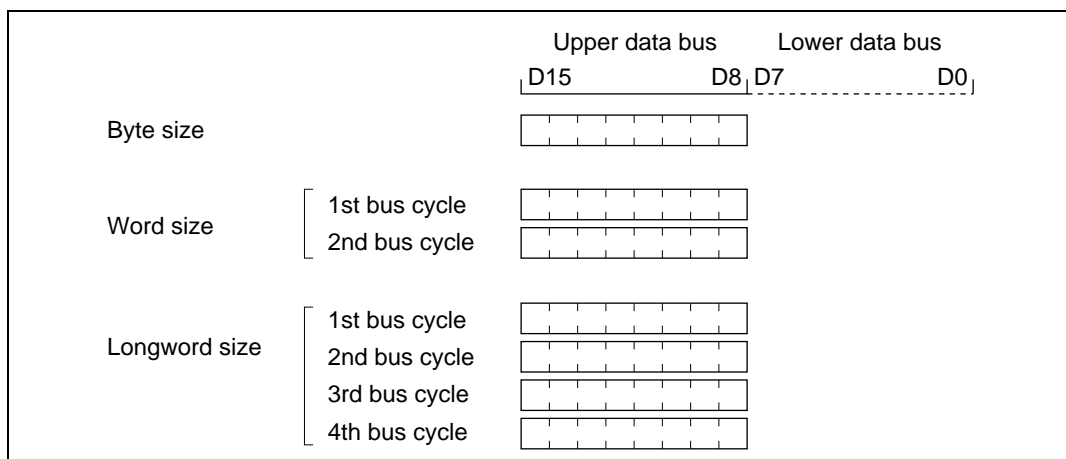 Upper data bus Lower data bus
D15 D8 D7 D0
Byte size
Word size
1st bus cycle
2nd bus cycle
Longword size
1st bus cycle
2nd bus cycle
3rd bus cycle
4th bus cycle